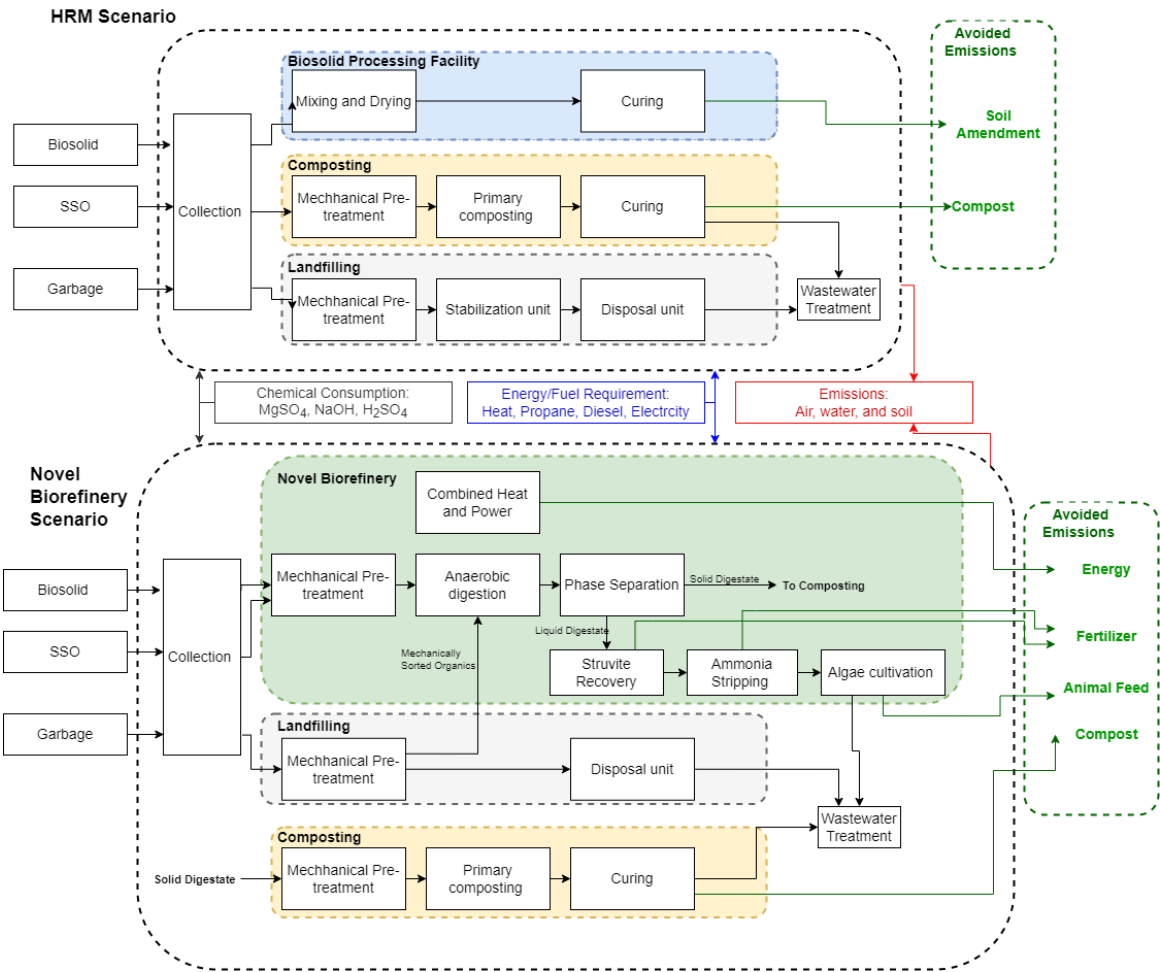 HRM Scenario
Biosolid
SSO
Garbage
Collection
Biosolid Processing Facility
Mixing and Drying
Curing
Composting
Mechhanical Pre-
treatment
Primary
composting
Curing
Landfilling
Mechhanical Pre-
treatment
Stabilization unit
Disposal unit
Wastewater
Treatment
Avoided
Emissions
Soil
Amendment
Compost
Chemical Consumption:
MgSO4, NaOH, H2SO4
Energy/Fuel Requirement:
Heat, Propane, Diesel, Electrcity
Emissions:
Air, water, and soil
Novel
Biorefinery
Scenario
Biosolid
SSO
Garbage
Collection
Novel Biorefinery
Combined Heat
and Power
Mechhanical Pre-
treatment
Anaerobic
digestion
Phase Separation
Solid Digestate
To Composting
Liquid Digestate
Mechanically
Sorted Organics
Struvite
Recovery
Ammonia
Stripping
Algae cultivation
Landfilling
Mechhanical Pre-
treatment
Disposal unit
Wastewater
Treatment
Composting
Solid Digestate
Mechhanical Pre-
treatment
Primary
composting
Curing
Avoided
Emissions
Energy
Fertilizer
Animal Feed
Compost